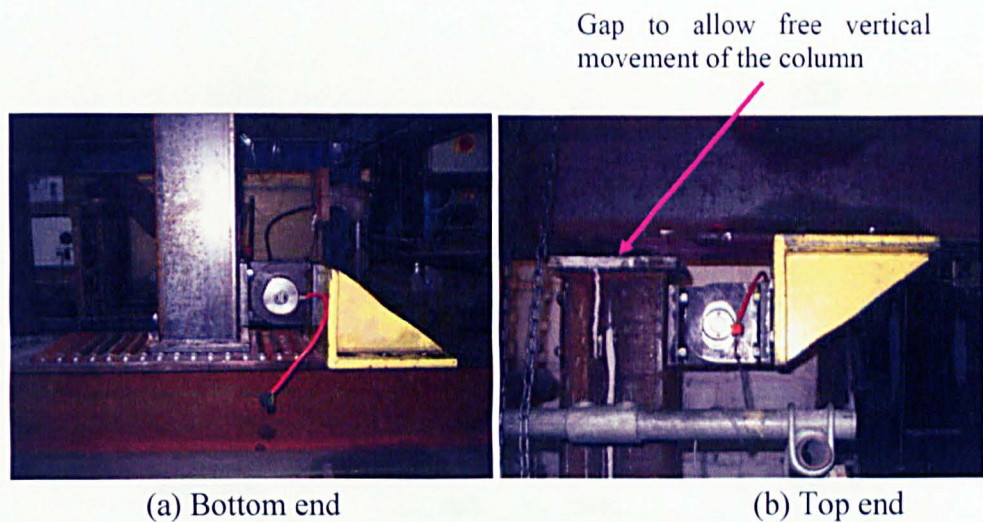 Gap to allow free vertical
movement of the column
(a) Bottom end
(b) Top end